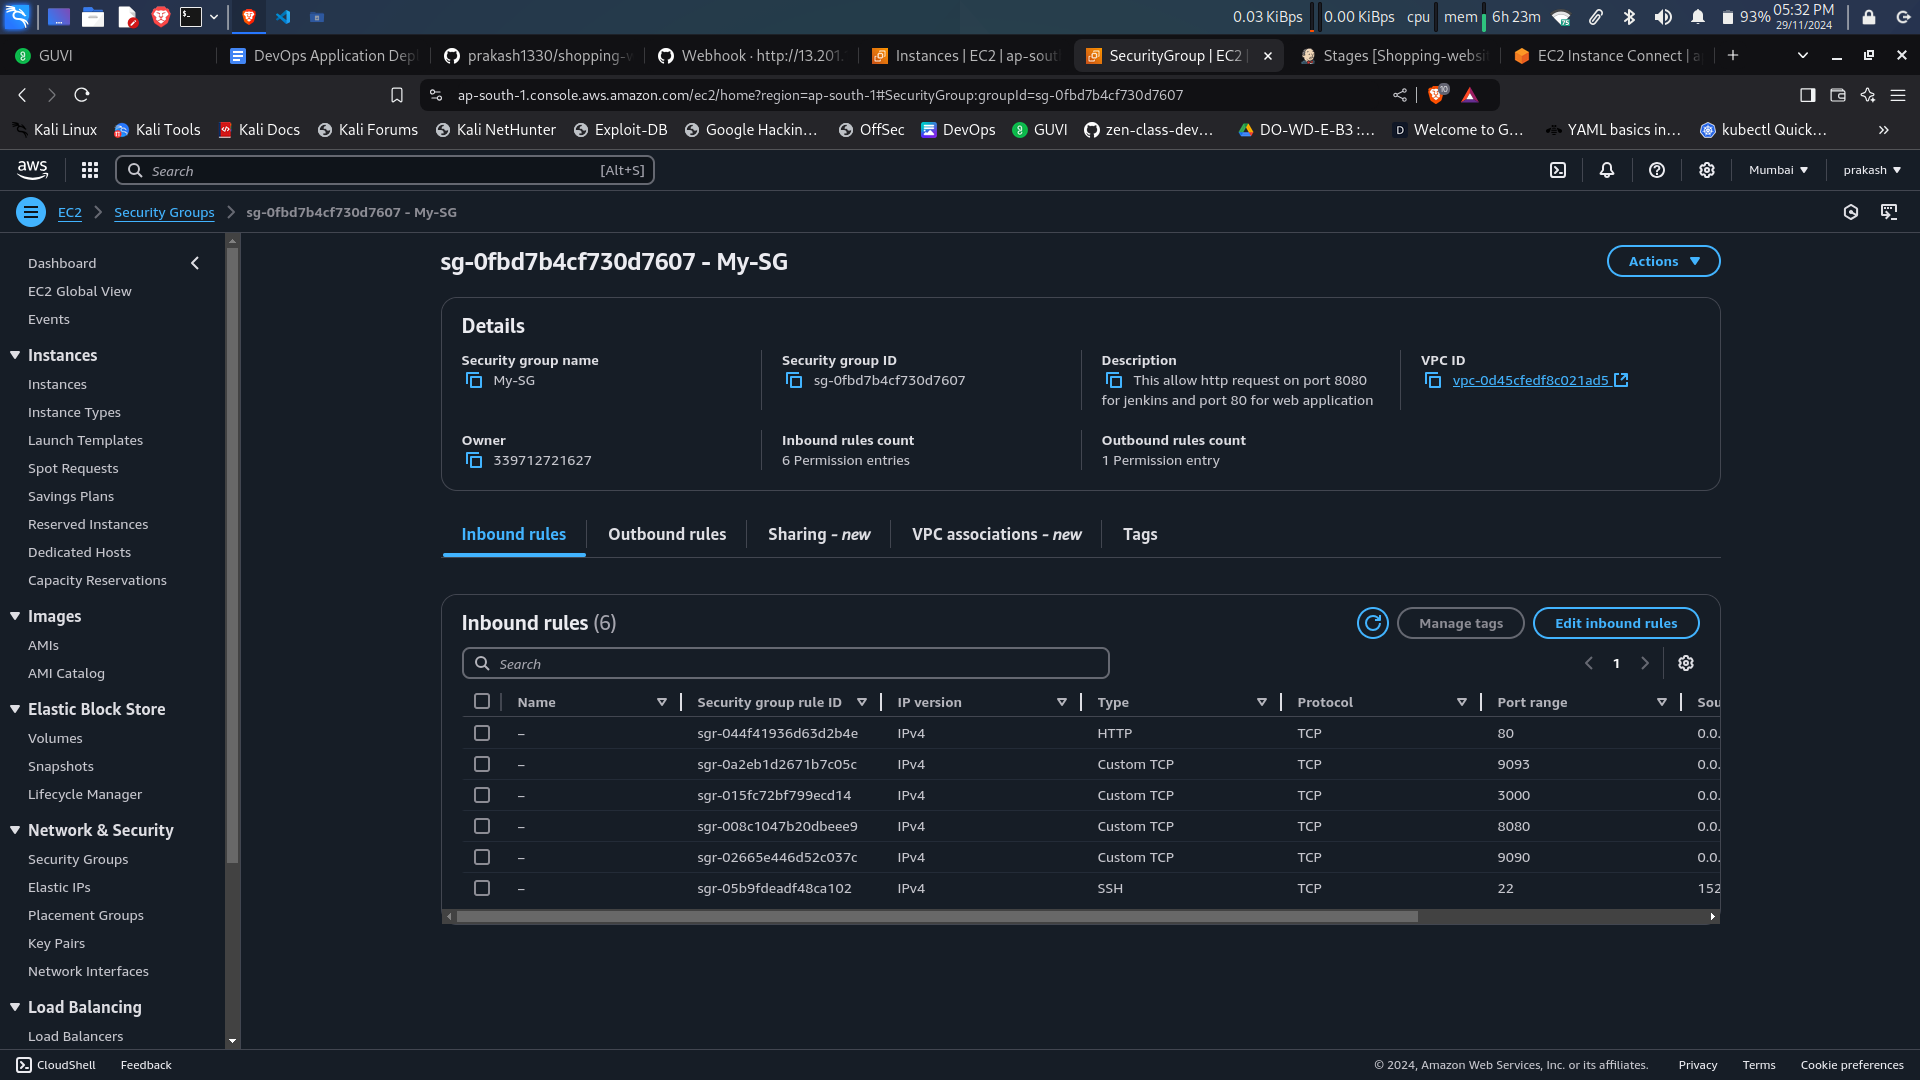 0.03 KiBps 0.00 KiBps cpu mem 6h 23m 93% 05:32 PM
29/11/2024
GUVI DevOps Application Dep prakash1330/shopping-w Webhook · http://13.201. Instances | EC2 | ap-sout SecurityGroup | EC2 | Stages [Shopping-websi EC2 Instance Connect | a
ap-south-1.console.aws.amazon.com/ec2/home?region=ap-south-1#SecurityGroup:groupId=sg-0fbd7b4cf730d7607 10
Kali Linux Kali Tools Kali Docs Kali Forums Kali NetHunter Exploit-DB Google Hackin... OffSec DevOps GUVI zen-class-dev... DO-WD-E-B3 :... Welcome to G... YAML basics in... kubectl Quick...
aws Search [Alt+S] Mumbai prakash
EC2 Security Groups sg-0fbd7b4cf730d7607 - My-SG
Dashboard
EC2 Global View
Events
Instances
Instances
Instance Types
Launch Templates
Spot Requests
Savings Plans
Reserved Instances
Dedicated Hosts
Capacity Reservations
Images
AMIs
AMI Catalog
Elastic Block Store
Volumes
Snapshots
Lifecycle Manager
Network & Security
Security Groups
Elastic IPs
Placement Groups
Key Pairs
Network Interfaces
Load Balancing
Load Balancers
sg-0fbd7b4cf730d7607 - My-SG Actions
Details
Security group name Security group ID Description VPC ID
My-SG sg-0fbd7b4cf730d7607 This allow http request on port 8080 vpc-0d45cfedf8c021ad5
for jenkins and port 80 for web application
Owner Inbound rules count Outbound rules count
339712721627 6 Permission entries 1 Permission entry
Inbound rules Outbound rules Sharing - new VPC associations - new Tags
Inbound rules (6) Manage tags Edit inbound rules
Search 1
Name Security group rule ID IP version Type Protocol Port range Sou
– sgr-044f41936d63d2b4e IPv4 HTTP TCP 80 0.0.
– sgr-0a2eb1d2671b7c05c IPv4 Custom TCP TCP 9093 0.0.
– sgr-015fc72bf799ecd14 IPv4 Custom TCP TCP 3000 0.0.
– sgr-008c1047b20dbeee9 IPv4 Custom TCP TCP 8080 0.0.
– sgr-02665e446d52c037c IPv4 Custom TCP TCP 9090 0.0.
– sgr-05b9fdeadf48ca102 IPv4 SSH TCP 22 152
CloudShell Feedback © 2024, Amazon Web Services, Inc. or its affiliates. Privacy Terms Cookie preferences